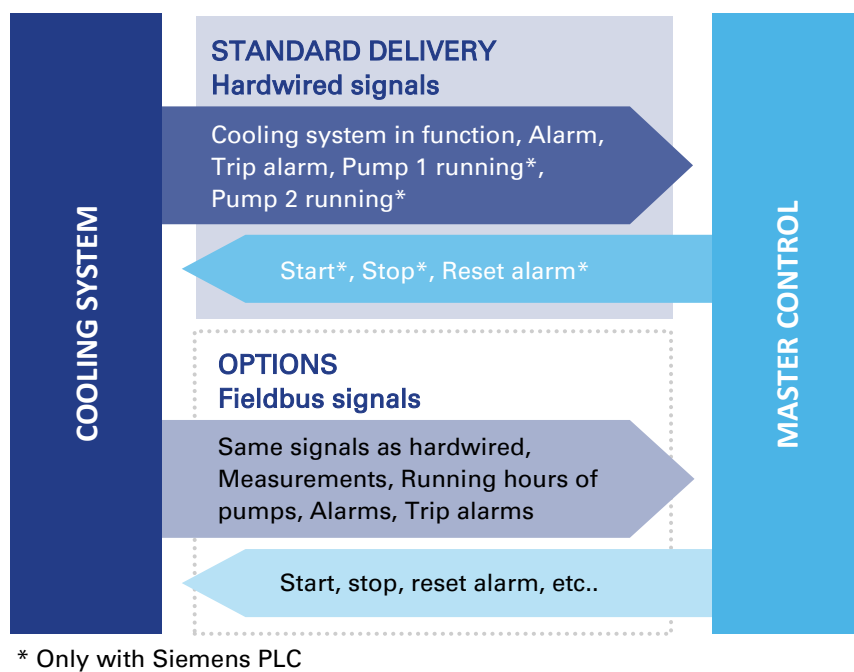 COOLING SYSTEM
STANDARD DELIVERY
Hardwired signals
Cooling system in function, Alarm,
Trip alarm, Pump 1 running*,
Pump 2 running*
Start*, Stop*, Reset alarm*
OPTIONS
Fieldbus signals
Same signals as hardwired,
Measurements, Running hours of
pumps, Alarms, Trip alarms
Start, stop, reset alarm, etc..
MASTER CONTROL
* Only with Siemens PLC